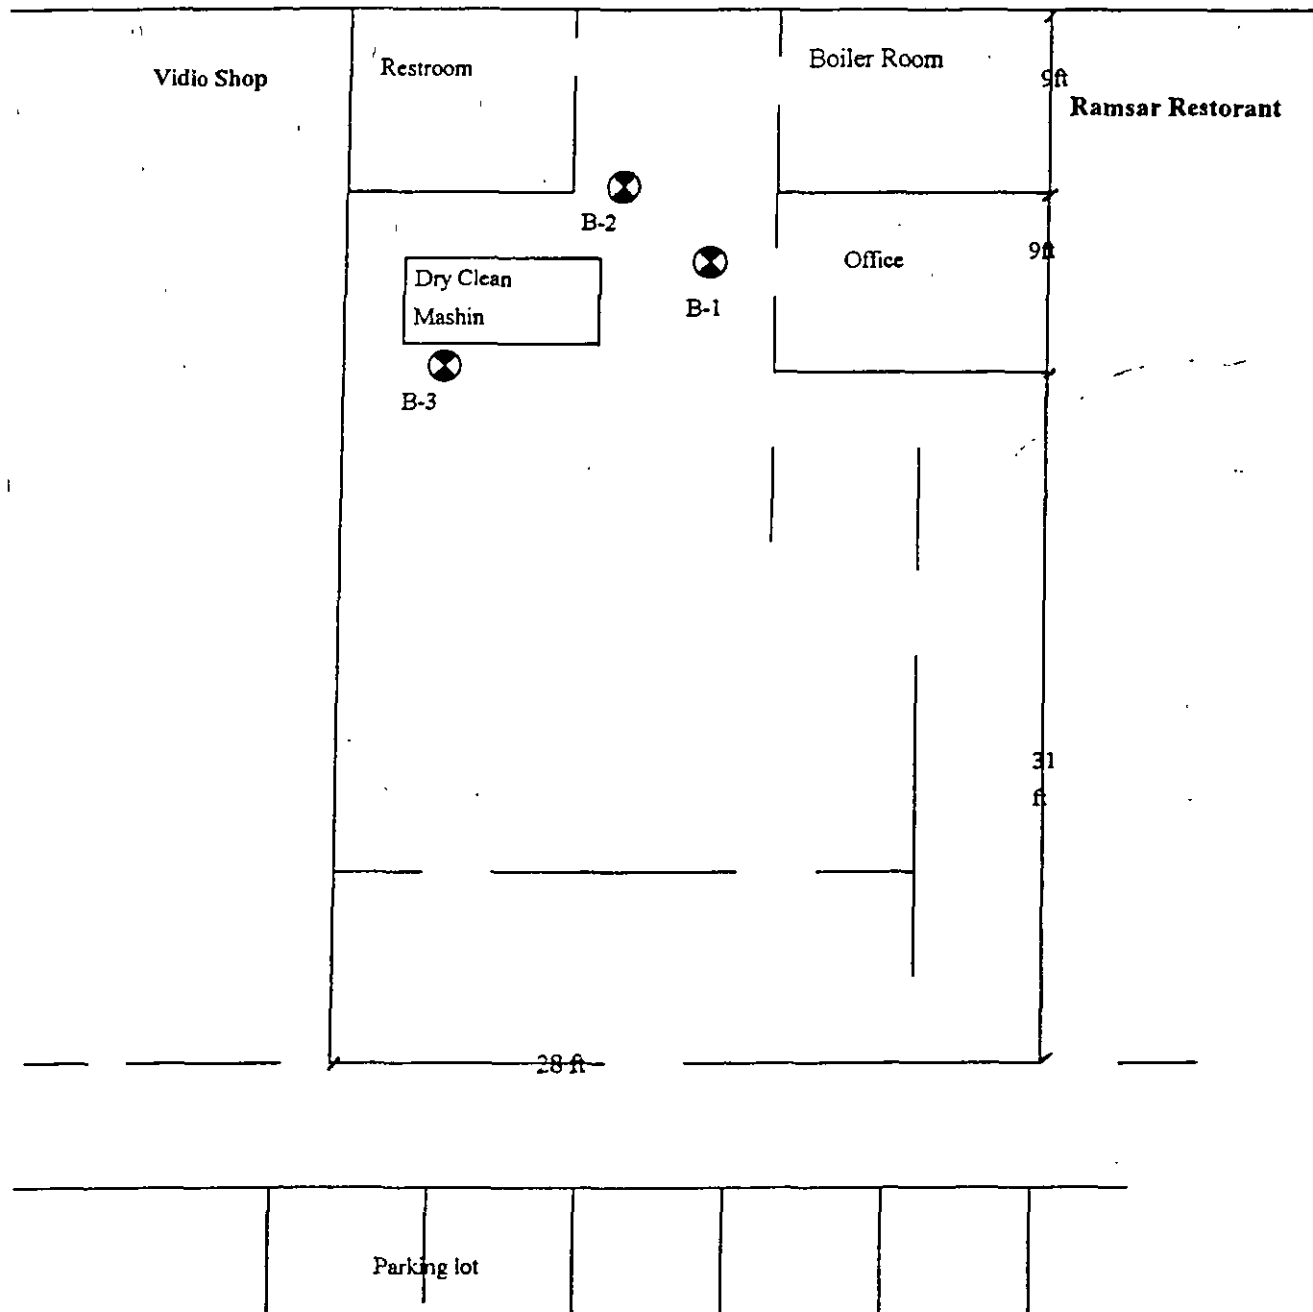 Vidio Shop
Restroom
Boiler Room
9ft
Ramsar Restorant
B-2
9ft
Office
Dry Clean
Mashin
B-1
B-3
31
ft
28 ft
Parking lot